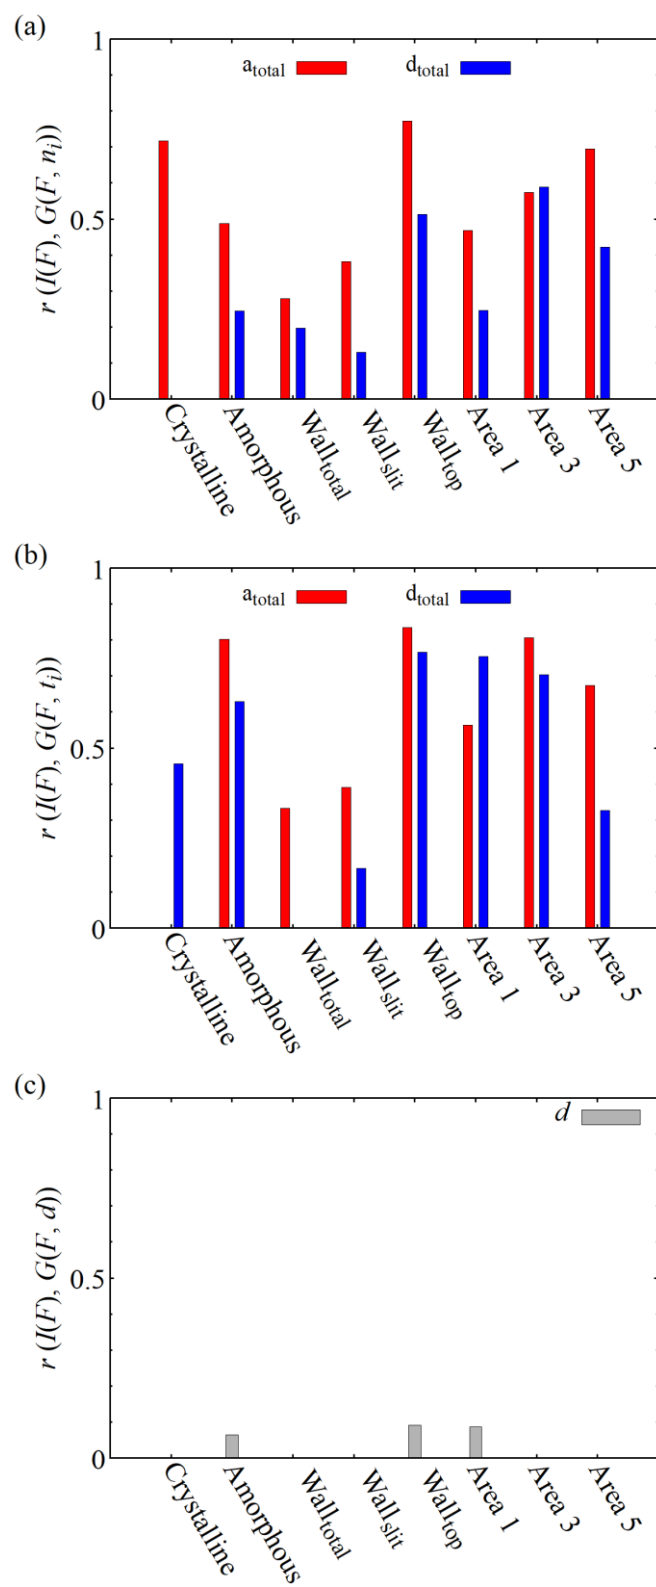 (a)
1
a_total d_total
r (I(F), G(F, n_i))
0.5
0
Crystalline
Amorphous
Wall_total
Wall_slit
Wall_top
Area 1
Area 3
Area 5
(b)
1
a_total d_total
r (I(F), G(F, t_i))
0.5
0
Crystalline
Amorphous
Wall_total
Wall_slit
Wall_top
Area 1
Area 3
Area 5
(c)
1
d
r (I(F), G(F, d))
0.5
0
Crystalline
Amorphous
Wall_total
Wall_slit
Wall_top
Area 1
Area 3
Area 5